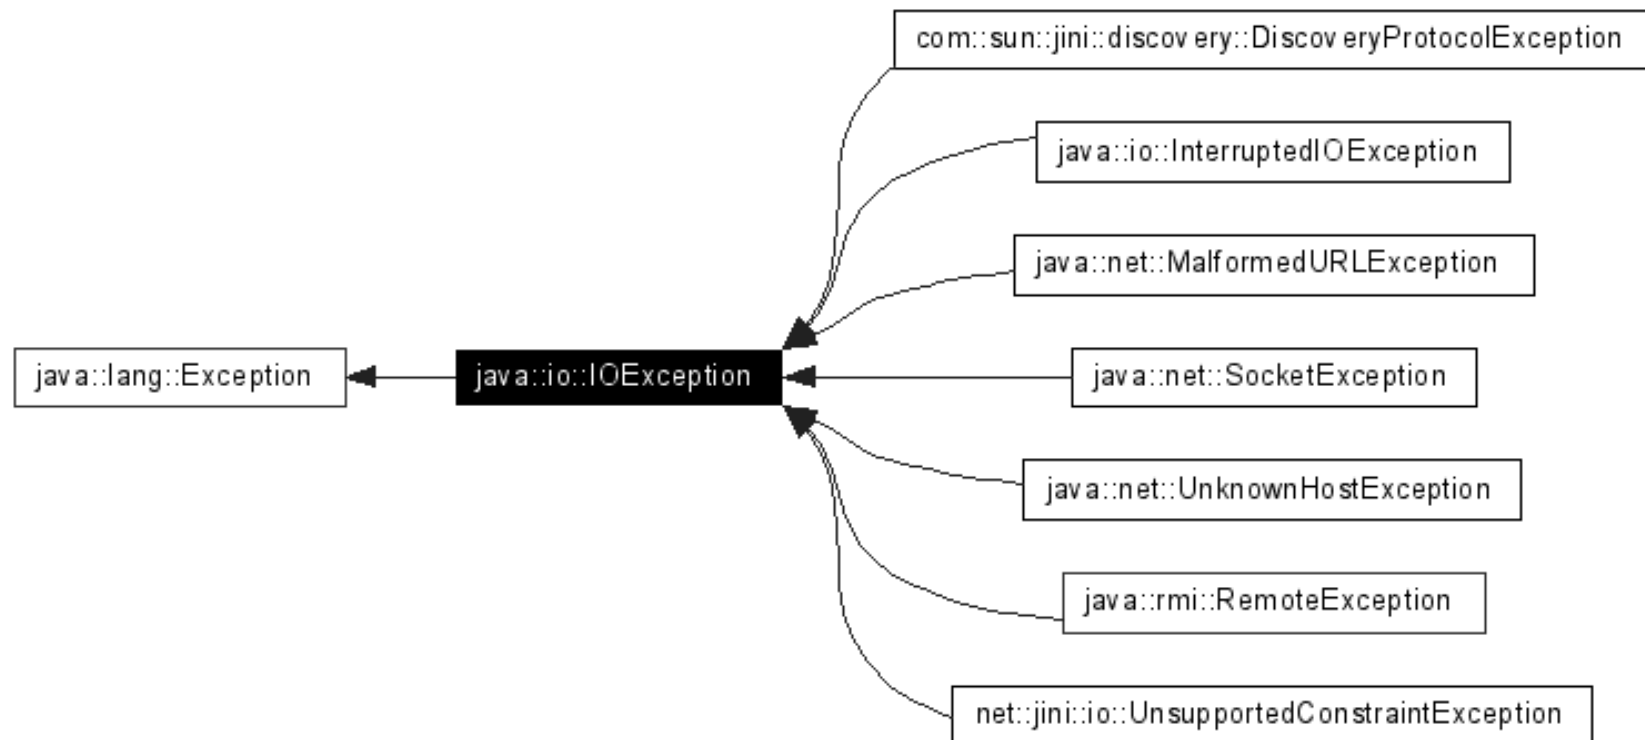 com::sun::jini::discovery::DiscoveryProtocolException
java::io::InterruptedIOException
java::net::MalformedURLException
java::lang::Exception
java::io::IOException
java::net::SocketException
java::net::UnknownHostException
java::rmi::RemoteException
net::jini::io::UnsupportedConstraintException